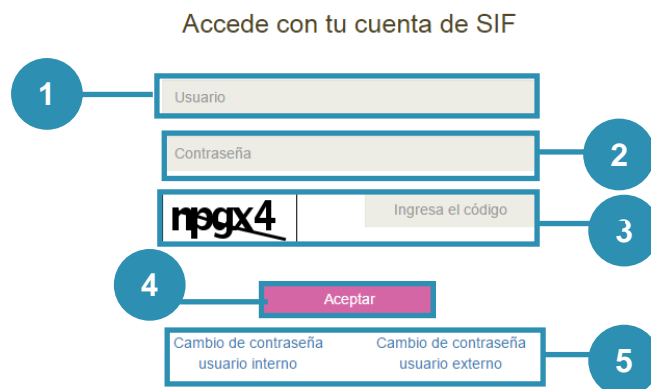 Accede con tu cuenta de SIF
1
Usuario
Contraseña
2
npgx4
Ingresa el código
3
4
Aceptar
Cambio de contraseña
usuario interno
Cambio de contraseña
usuario externo
5